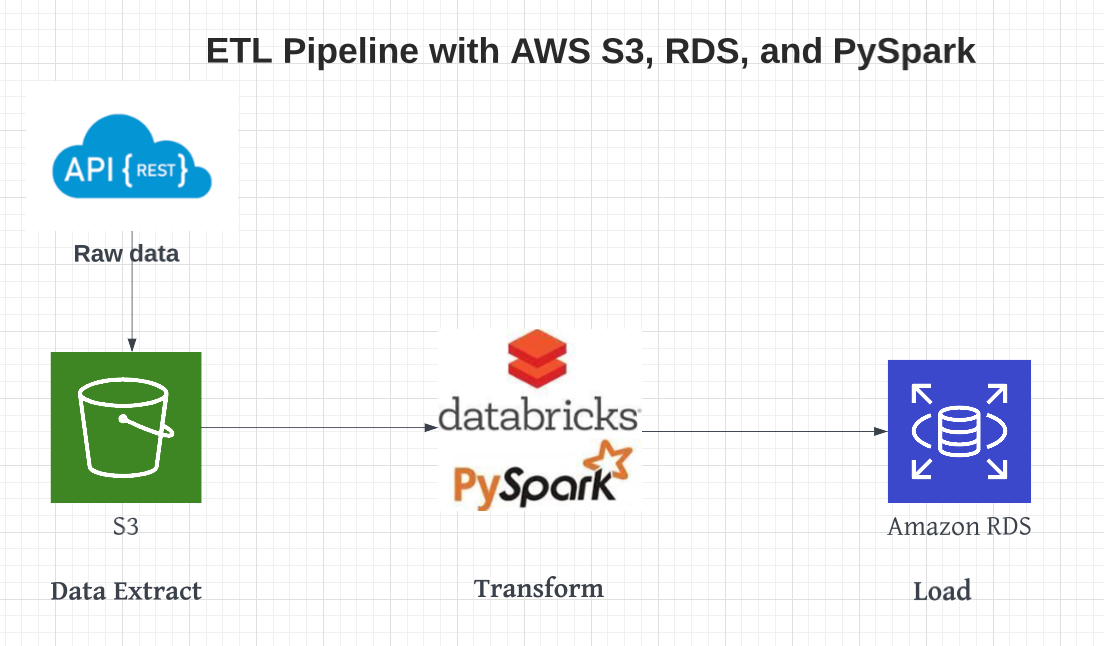 ETL Pipeline with AWS S3, RDS, and PySpark
API { REST }
Raw data
databricks
PySpark
S3
Amazon RDS
Data Extract
Transform
Load